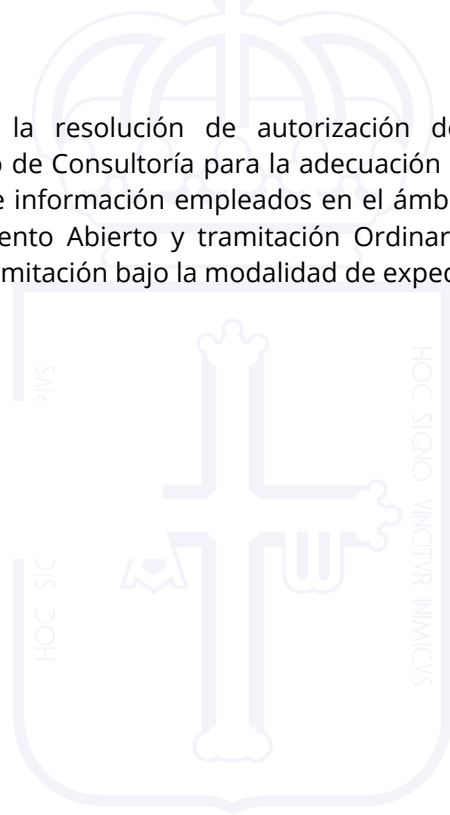 la resolución de autorización de
de Consultoría para la adecuación
e información empleados en el ámb
ento Abierto y tramitación Ordinar
mitación bajo la modalidad de exped
HOC SIGNO VINCITVR INIMICVS
PIVS
HOC SIG